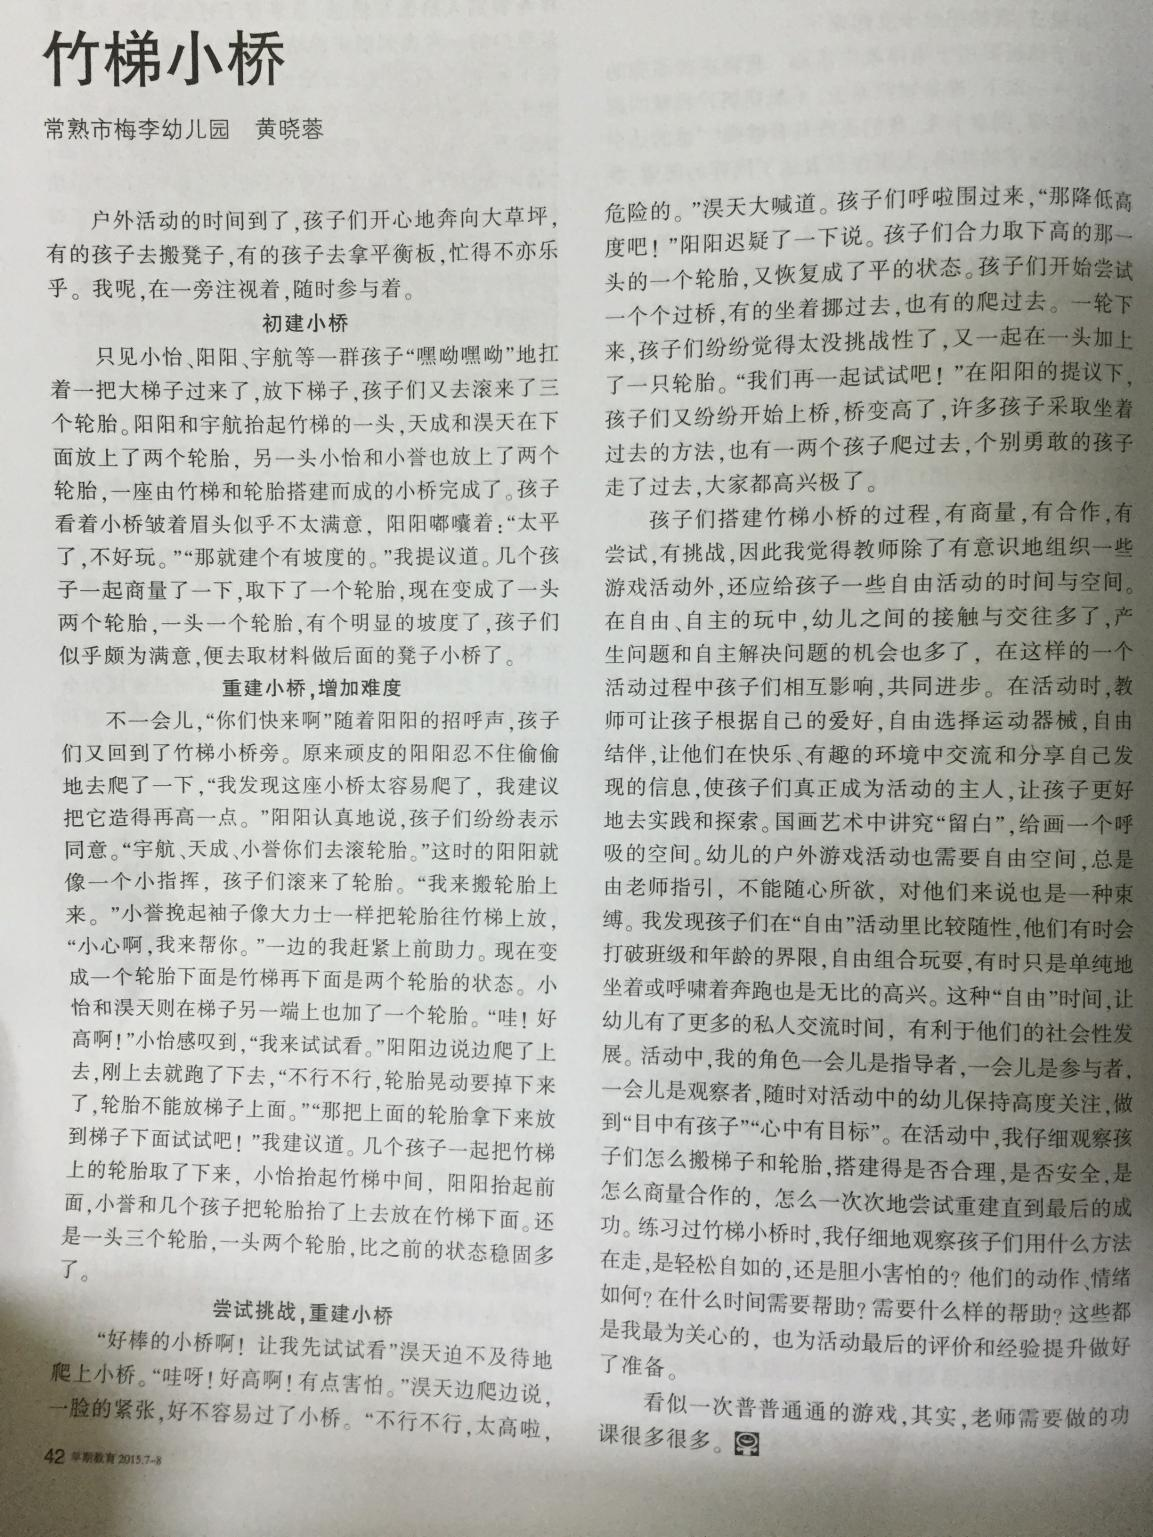 竹梯小桥
常熟市梅李幼儿园 黄晓蓉
户外活动的时间到了,孩子们开心地奔向大草坪,
有的孩子去搬凳子,有的孩子去拿平衡板,忙得不亦乐
乎。我呢,在一旁注视着,随时参与着。
初建小桥
只见小怡、阳阳、宇航等一群孩子“嘿呦嘿呦”地扛
着一把大梯子过来了,放下梯子,孩子们又去滚来了三
个轮胎。阳阳和宇航抬起竹梯的一头,天成和淏天在下
面放上了两个轮胎,另一头小怡和小誉也放上了两个
轮胎,一座由竹梯和轮胎搭建而成的小桥完成了。孩子
看着小桥皱着眉头似乎不太满意,阳阳嘟囔着:“太平
了,不好玩。”“那就建个有坡度的。”我提议道。几个孩
子一起商量了一下,取下了一个轮胎,现在变成了一头
两个轮胎,一头一个轮胎,有个明显的坡度了,孩子们
似乎颇为满意,便去取材料做后面的凳子小桥了。
重建小桥,增加难度
不一会儿,“你们快来啊”随着阳阳的招呼声,孩子
们又回到了竹梯小桥旁。原来顽皮的阳阳忍不住偷偷
地去爬了一下,“我发现这座小桥太容易爬了,我建议
把它造得再高一点。”阳阳认真地说,孩子们纷纷表示
同意。“宇航、天成、小誉你们去滚轮胎。”这时的阳阳就
像一个小指挥,孩子们滚来了轮胎。“我来搬轮胎上
来。”小誉挽起袖子像大力士一样把轮胎往竹梯上放,
“小心啊,我来帮你。”一边的我赶紧上前助力。现在变
成一个轮胎下面是竹梯再下面是两个轮胎的状态。小
怡和淏天则在梯子另一端上也加了一个轮胎。“哇！好
高啊！”小怡感叹到,“我来试试看。”阳阳边说边爬了上
去,刚上去就跑了下去,“不行不行,轮胎晃动要掉下来
了,轮胎不能放梯子上面。”“那把上面的轮胎拿下来放
到梯子下面试试吧！”我建议道。几个孩子一起把竹梯
上的轮胎取了下来,小怡抬起竹梯中间,阳阳抬起前
面,小誉和几个孩子把轮胎抬了上去放在竹梯下面。还
是一头三个轮胎,一头两个轮胎,比之前的状态稳固多
了。
尝试挑战,重建小桥
“好棒的小桥啊！让我先试试看”淏天迫不及待地
爬上小桥。“哇呀！好高啊！有点害怕。”淏天边爬边说,
一脸的紧张,好不容易过了小桥。“不行不行,太高啦,
危险的。”淏天大喊道。孩子们呼啦围过来,“那降低高
度吧！”阳阳迟疑了一下说。孩子们合力取下高的那一
头的一个轮胎,又恢复成了平的状态。孩子们开始尝试
一个个过桥,有的坐着挪过去,也有的爬过去。一轮下
来,孩子们纷纷觉得太没挑战性了,又一起在一头加上
了一只轮胎。“我们再一起试试吧！”在阳阳的提议下,
孩子们又纷纷开始上桥,桥变高了,许多孩子采取坐着
过去的方法,也有一两个孩子爬过去,个别勇敢的孩子
走了过去,大家都高兴极了。
孩子们搭建竹梯小桥的过程,有商量,有合作,有
尝试,有挑战,因此我觉得教师除了有意识地组织一些
游戏活动外,还应给孩子一些自由活动的时间与空间。
在自由、自主的玩中,幼儿之间的接触与交往多了,产
生问题和自主解决问题的机会也多了,在这样的一个
活动过程中孩子们相互影响,共同进步。在活动时,教
师可让孩子根据自己的爱好,自由选择运动器械,自由
结伴,让他们在快乐、有趣的环境中交流和分享自己发
现的信息,使孩子们真正成为活动的主人,让孩子更好
地去实践和探索。国画艺术中讲究“留白”,给画一个呼
吸的空间。幼儿的户外游戏活动也需要自由空间,总是
由老师指引,不能随心所欲,对他们来说也是一种束
缚。我发现孩子们在“自由”活动里比较随性,他们有时会
打破班级和年龄的界限,自由组合玩耍,有时只是单纯地
坐着或呼啸着奔跑也是无比的高兴。这种“自由”时间,让
幼儿有了更多的私人交流时间,有利于他们的社会性发
展。活动中,我的角色一会儿是指导者,一会儿是参与者,
一会儿是观察者,随时对活动中的幼儿保持高度关注,做
到“目中有孩子”“心中有目标”。在活动中,我仔细观察孩
子们怎么搬梯子和轮胎,搭建得是否合理,是否安全,是
怎么商量合作的,怎么一次次地尝试重建直到最后的成
功。练习过竹梯小桥时,我仔细地观察孩子们用什么方法
在走,是轻松自如的,还是胆小害怕的？他们的动作、情绪
如何？在什么时间需要帮助？需要什么样的帮助？这些都
是我最为关心的,也为活动最后的评价和经验提升做好
了准备。
看似一次普普通通的游戏,其实,老师需要做的功
课很多很多。
42 早期教育 2015.7-8